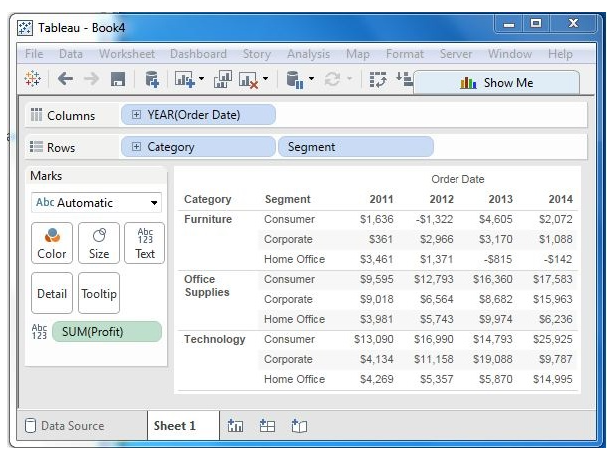 Tableau - Book4
File Data Worksheet Dashboard Story Analysis Map Format Server Window Help
Show Me
Columns YEAR(Order Date)
Rows Category Segment
Marks
Abc Automatic
Color Size Abc 123 Text
Detail Tooltip
Abc 123 SUM(Profit)
Order Date
Category Segment 2011 2012 2013 2014
Furniture Consumer $1,636 -$1,322 $4,605 $2,072
Corporate $361 $2,966 $3,170 $1,088
Home Office $3,461 $1,371 -$815 -$142
Office Supplies Consumer $9,595 $12,793 $16,360 $17,583
Corporate $9,018 $6,564 $8,682 $15,963
Home Office $3,981 $5,743 $9,974 $6,236
Technology Consumer $13,090 $16,990 $14,793 $25,925
Corporate $4,134 $11,158 $19,088 $9,787
Home Office $4,269 $5,357 $5,870 $14,995
Data Source Sheet 1